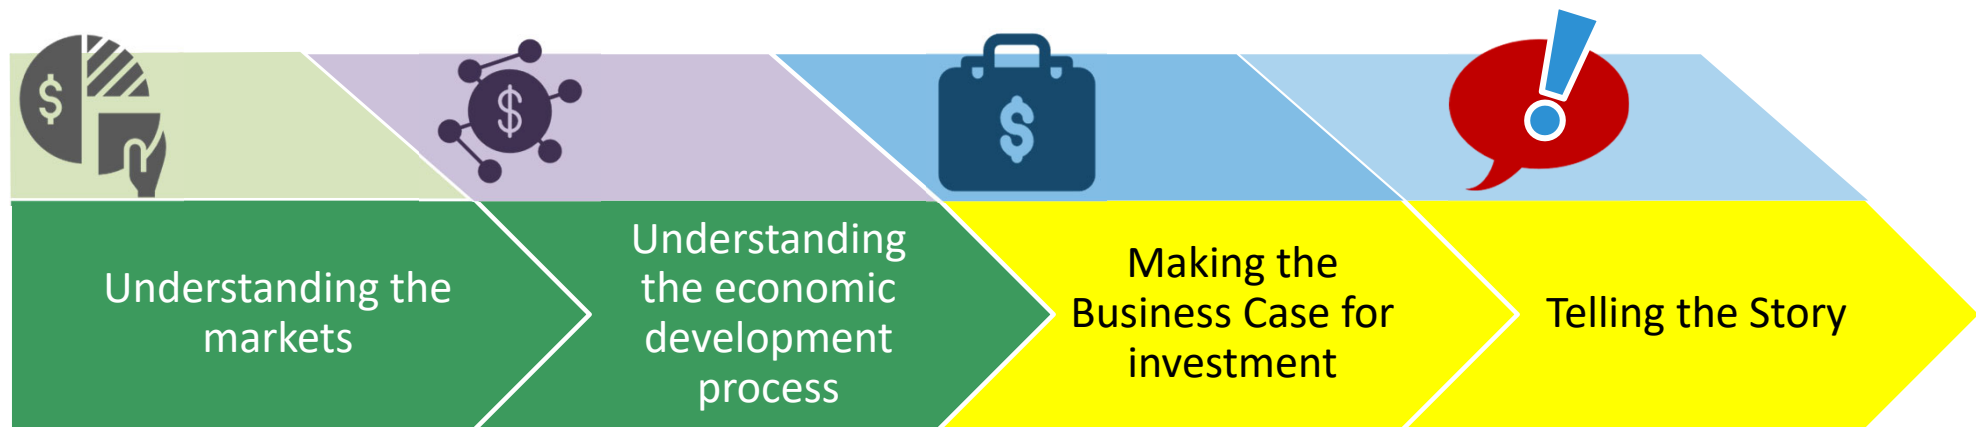 $
$
$
!
Understanding the
markets
Understanding
the economic
development
process
Making the
Business Case for
investment
Telling the Story